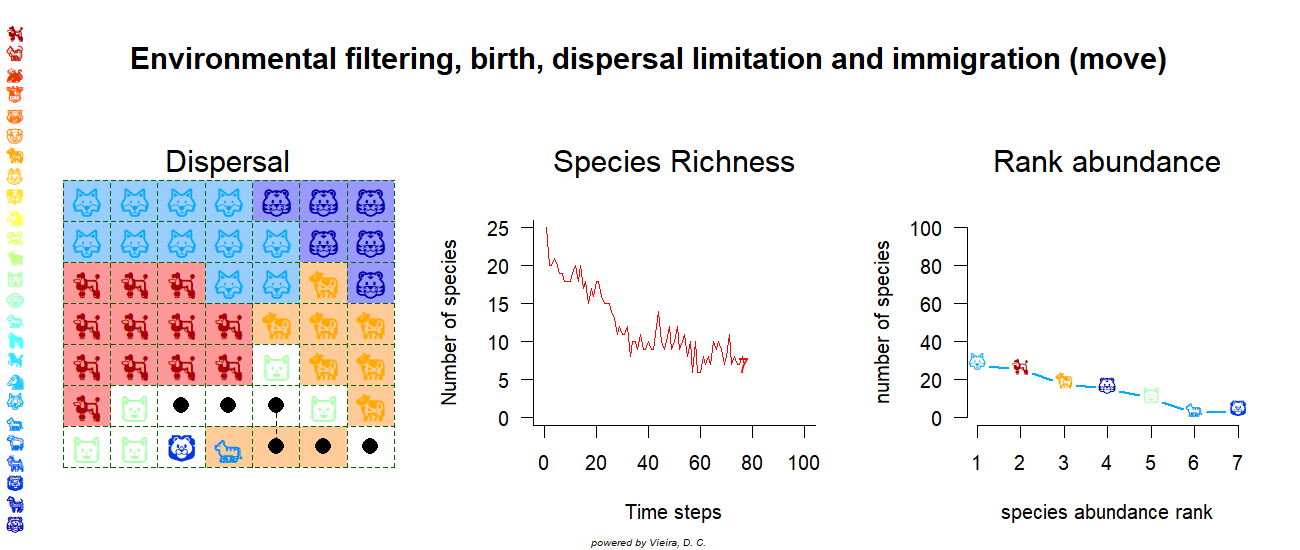 Environmental filtering, birth, dispersal limitation and immigration (move)
Dispersal
Species Richness
Number of species
25
20
15
10
5
0
7
0 20 40 60 80 100
Time steps
Rank abundance
number of species
100
80
60
40
20
0
1 2 3 4 5 6 7
species abundance rank
powered by Vieira, D. C.